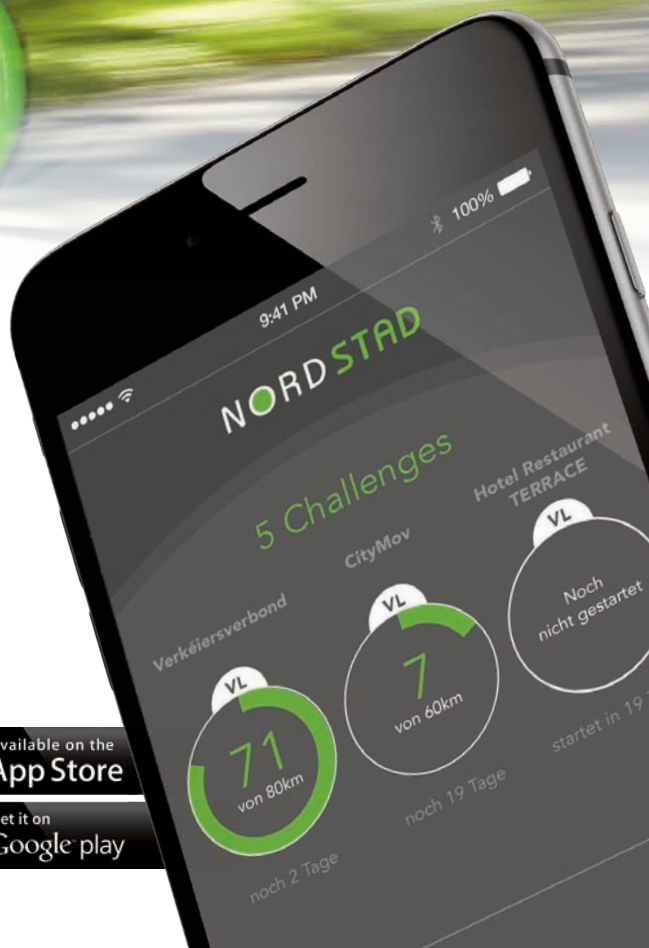 100%
9:41 PM
NORDSTAD
5 Challenges
Verkéiersverbond
VL
71
von 80km
noch 2 Tage
CityMov
VL
7
von 60km
noch 19 Tage
Hotel Restaurant
TERRACE
VL
Noch
nicht gestartet
startet in 19
available on the
App Store
Get it on
Google play